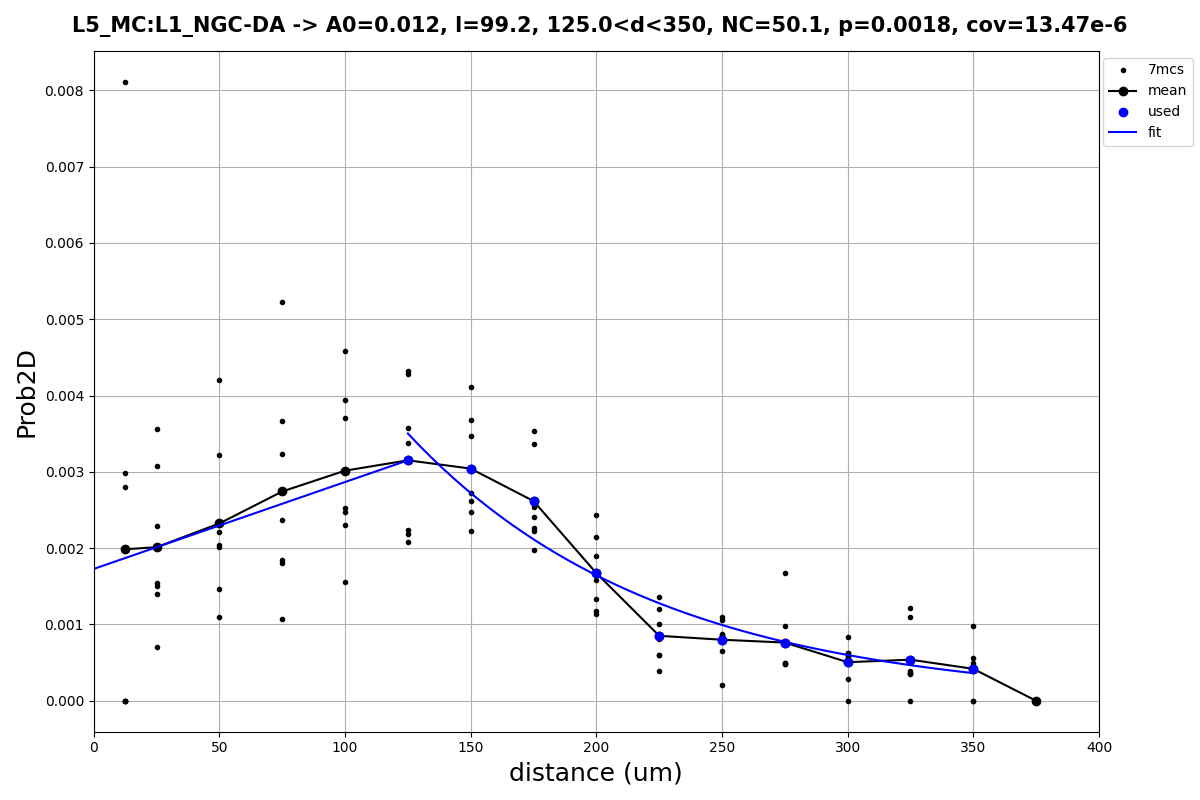 L5_MC:L1_NGC-DA -> A0=0.012, l=99.2, 125.0<d<350, NC=50.1, p=0.0018, cov=13.47e-6
7mcs
mean
used
fit
0.008
0.007
0.006
0.005
0.004
0.003
0.002
0.001
0.000
Prob2D
0 50 100 150 200 250 300 350 400
distance (um)